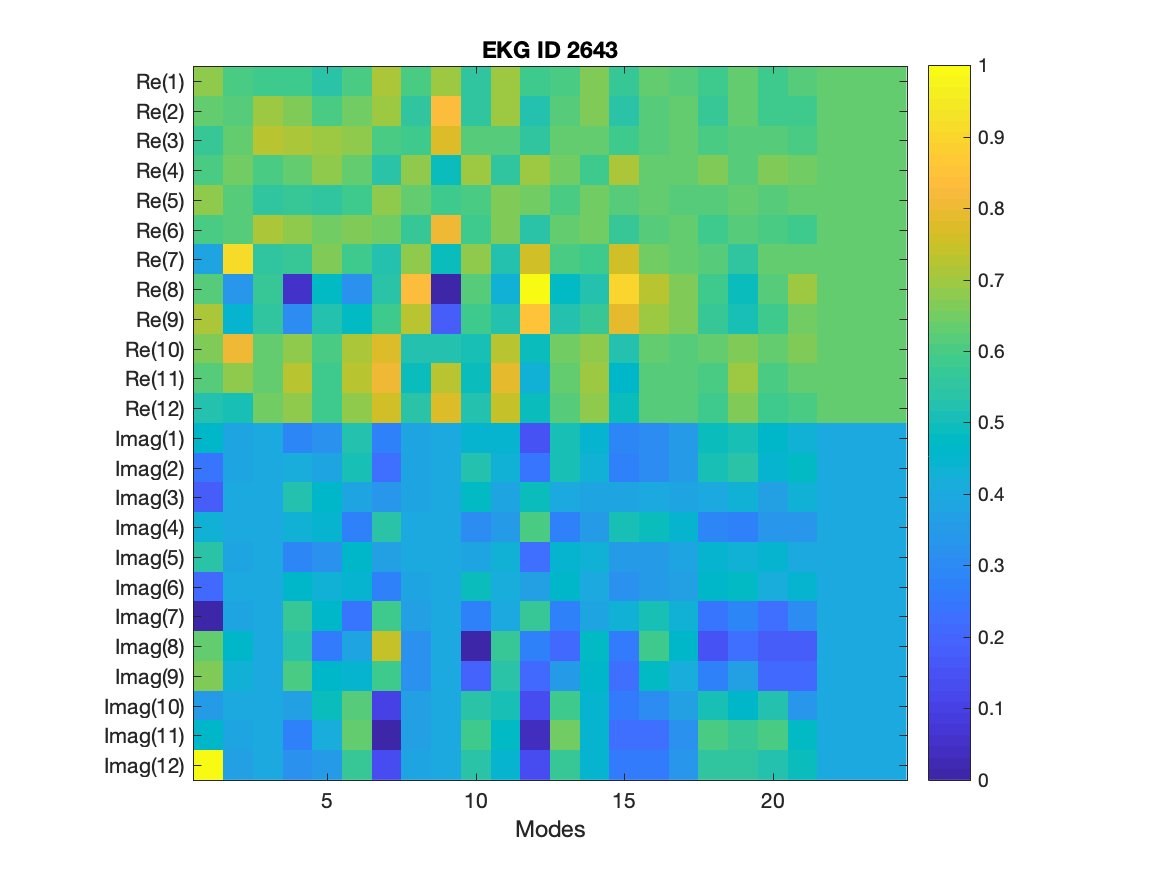 EKG ID 2643
Re(1)
Re(2)
Re(3)
Re(4)
Re(5)
Re(6)
Re(7)
Re(8)
Re(9)
Re(10)
Re(11)
Re(12)
Imag(1)
Imag(2)
Imag(3)
Imag(4)
Imag(5)
Imag(6)
Imag(7)
Imag(8)
Imag(9)
Imag(10)
Imag(11)
Imag(12)
5 10 15 20
Modes
1
0.9
0.8
0.7
0.6
0.5
0.4
0.3
0.2
0.1
0